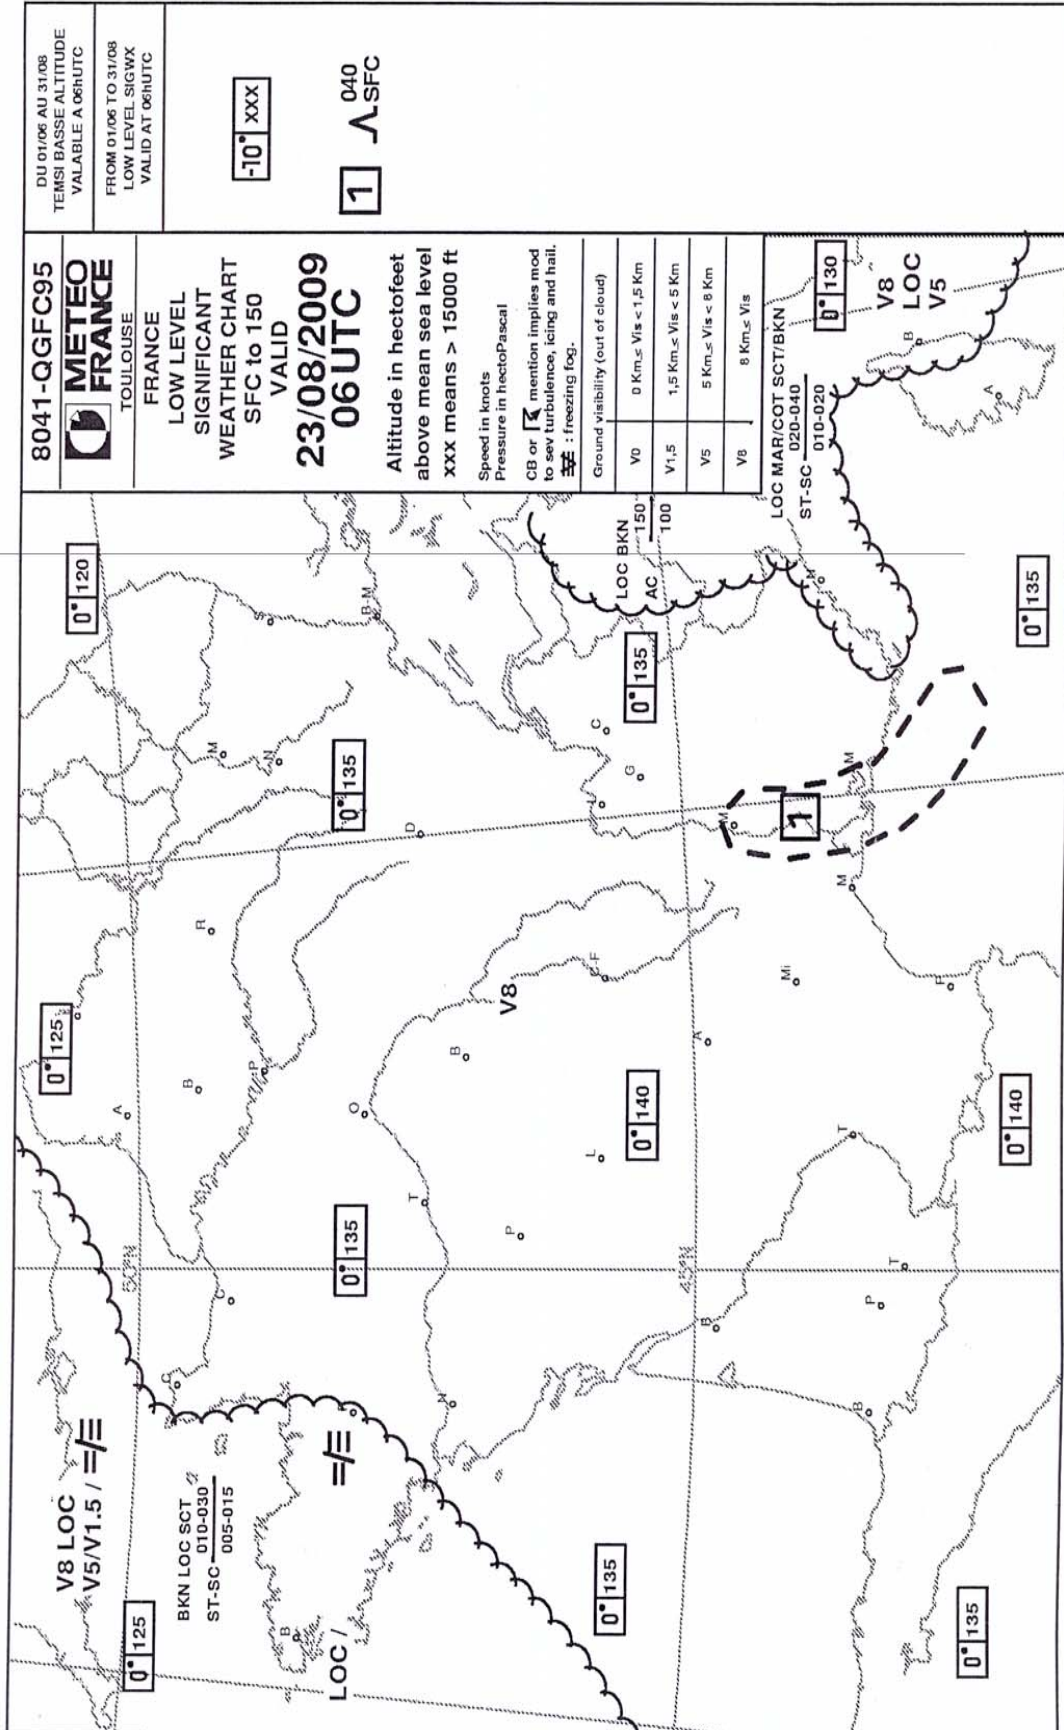 8041-QGFC95
METEO
FRANCE
TOULOUSE
FRANCE
LOW LEVEL
SIGNIFICANT
WEATHER CHART
SFC to 150
VALID
23/08/2009
06 UTC
Altitude in hectofeet
above mean sea level
xxx means > 15000 ft
Speed in knots
Pressure in hectoPascal
CB or mention implies mod
to sev turbulence, icing and hail.
: freezing fog.
Ground visibility (out of cloud)
V0 0 Km ≤ Vis < 1,5 Km
V1,5 1,5 Km ≤ Vis < 5 Km
V5 5 Km ≤ Vis < 8 Km
V8 8 Km ≤ Vis
DU 01/06 AU 31/08
TEMSI BASSE ALTITUDE
VALABLE A 06hUTC
FROM 01/06 TO 31/08
LOW LEVEL SIGWX
VALID AT 06hUTC
-10° xxx
1 040
SFC
V8 LOC
V5/V1.5 /
BKN LOC SCT
ST-SC 010-030
005-015
LOC /
0° 125
0° 125
0° 120
50°N
0° 135
0° 135
0° 135
V8
0° 140
0° 135
LOC BKN
AC 150
100
45°N
1
LOC MAR/COT SCT/BKN
ST-SC 020-040
010-020
0° 130
V8
LOC
V5
0° 135
0° 140
0° 135
A
B
R
P
C
C
M
N
S
B-M
D
O
T
N
B
P
L
C-F
L
G
C
B
A
M
Mi
T
M
M
B
P
T
P
N
B
A